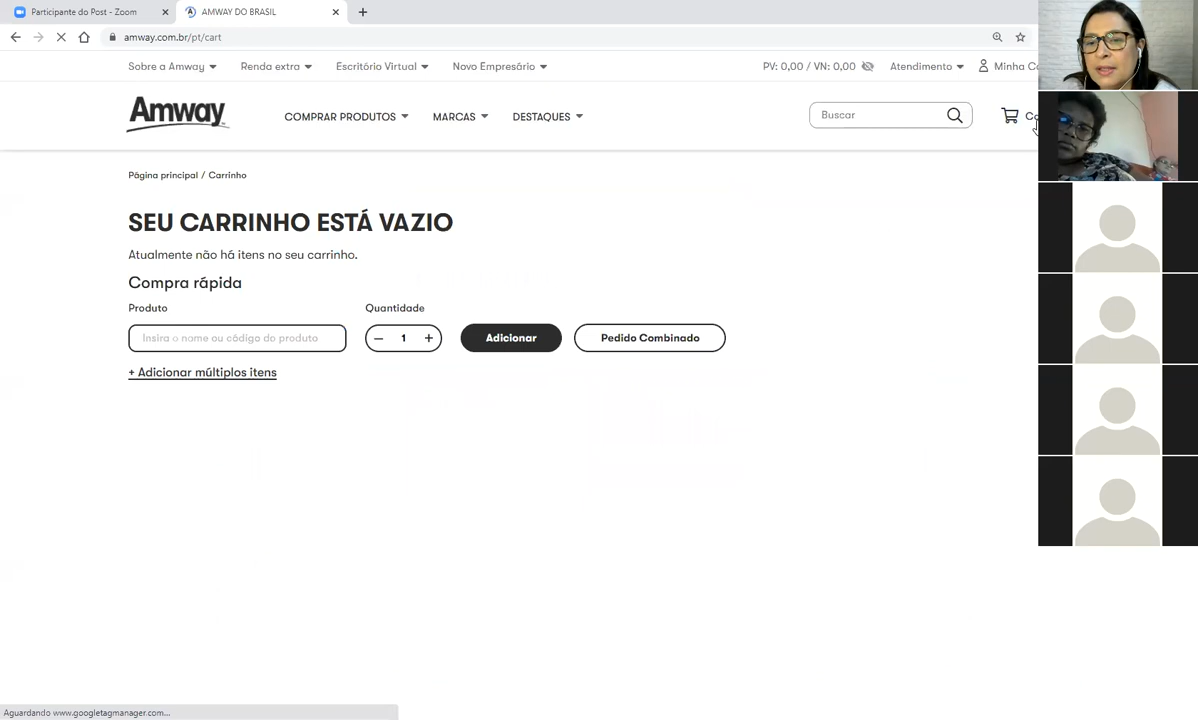 Participante do Post - Zoom
AMWAY DO BRASIL
amway.com.br/pt/cart
Sobre a Amway
Renda extra
Escritório Virtual
Novo Empresário
PV: 0,00 / VN: 0,00
Atendimento
Minha
Amway
COMPRAR PRODUTOS
MARCAS
DESTAQUES
Buscar
Página principal / Carrinho
SEU CARRINHO ESTÁ VAZIO
Atualmente não há itens no seu carrinho.
Compra rápida
Produto
Quantidade
Insira o nome ou código do produto
1
Adicionar
Pedido Combinado
+ Adicionar múltiplos itens
Aguardando www.googletagmanager.com...